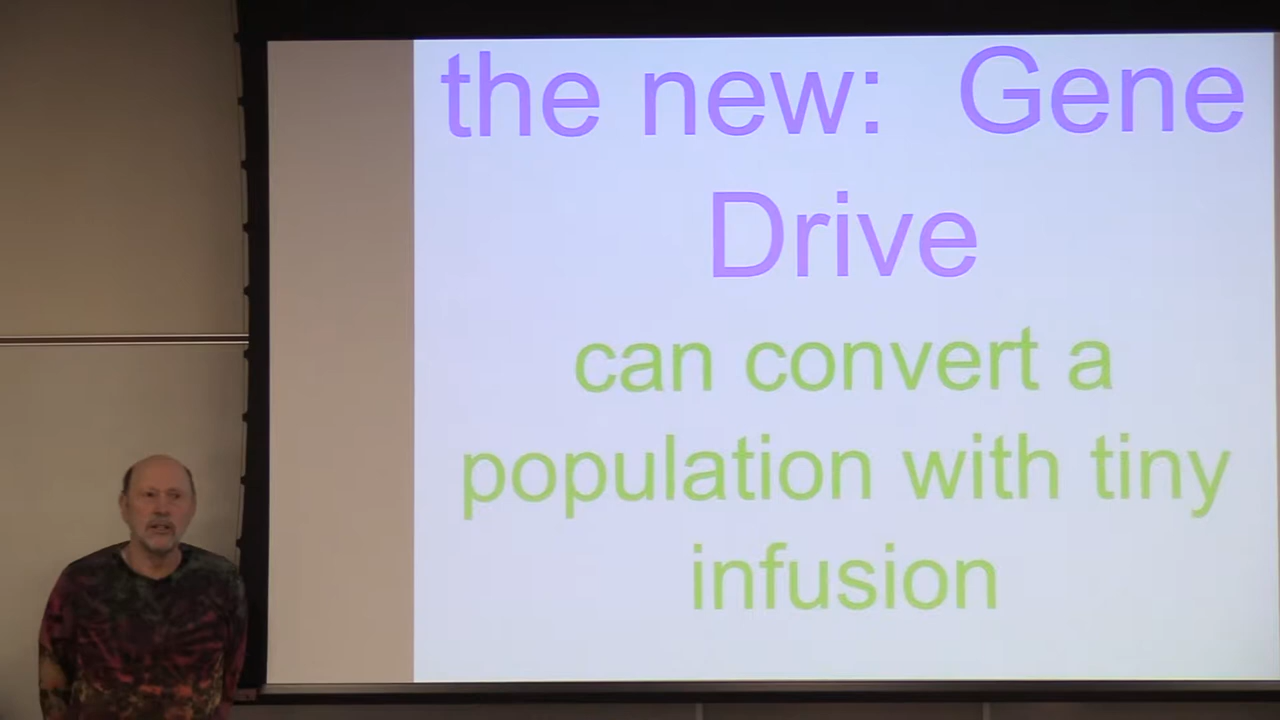 the new: Gene
Drive
can convert a
population with tiny
infusion